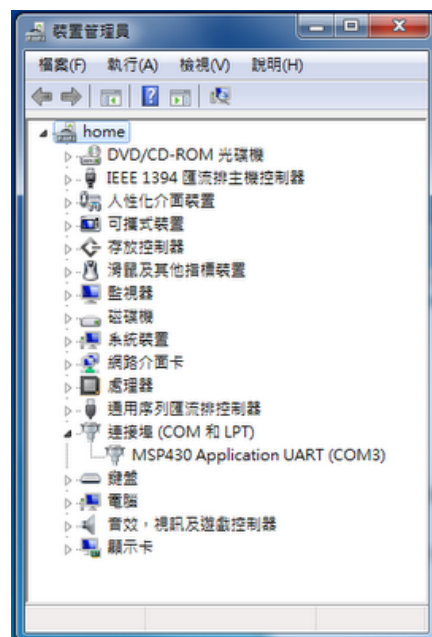 裝置管理員
檔案(F) 執行(A) 檢視(V) 說明(H)
home
DVD/CD-ROM 光碟機
IEEE 1394 匯流排主機控制器
人性化介面裝置
可攜式裝置
存放控制器
滑鼠及其他指標裝置
監視器
磁碟機
系統裝置
網路介面卡
處理器
通用序列匯流排控制器
連接埠 (COM 和 LPT)
MSP430 Application UART (COM3)
鍵盤
電腦
音效，視訊及遊戲控制器
顯示卡